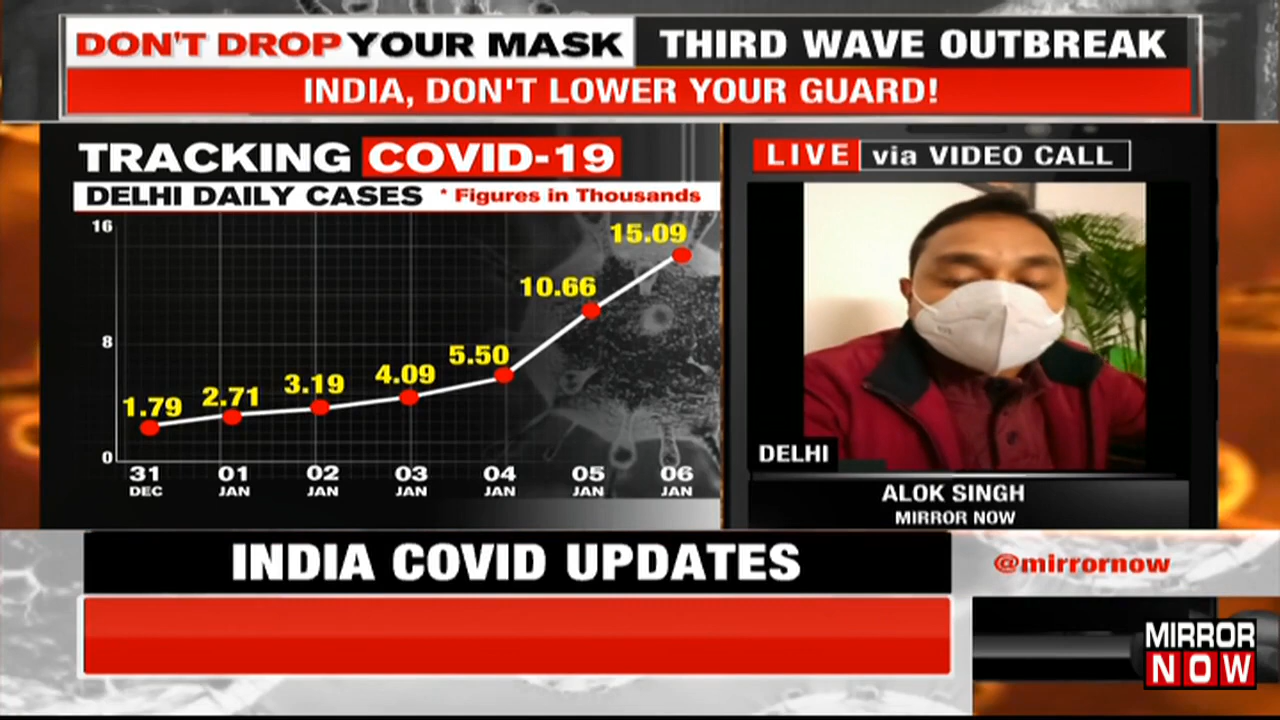 DON'T DROP YOUR MASK
THIRD WAVE OUTBREAK
INDIA, DON'T LOWER YOUR GUARD!
TRACKING COVID-19
DELHI DAILY CASES * Figures in Thousands
16
8
0
1.79
2.71
3.19
4.09
5.50
10.66
15.09
31 01 02 03 04 05 06
DEC JAN JAN JAN JAN JAN JAN
LIVE via VIDEO CALL
DELHI
ALOK SINGH
MIRROR NOW
INDIA COVID UPDATES
@mirrornow
MIRROR
NOW